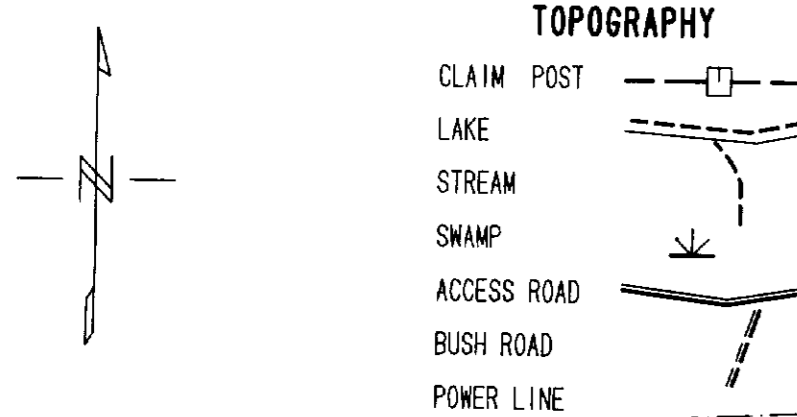 TOPOGRAPHY
CLAIM POST
LAKE
STREAM
SWAMP
ACCESS ROAD
BUSH ROAD
POWER LINE
N